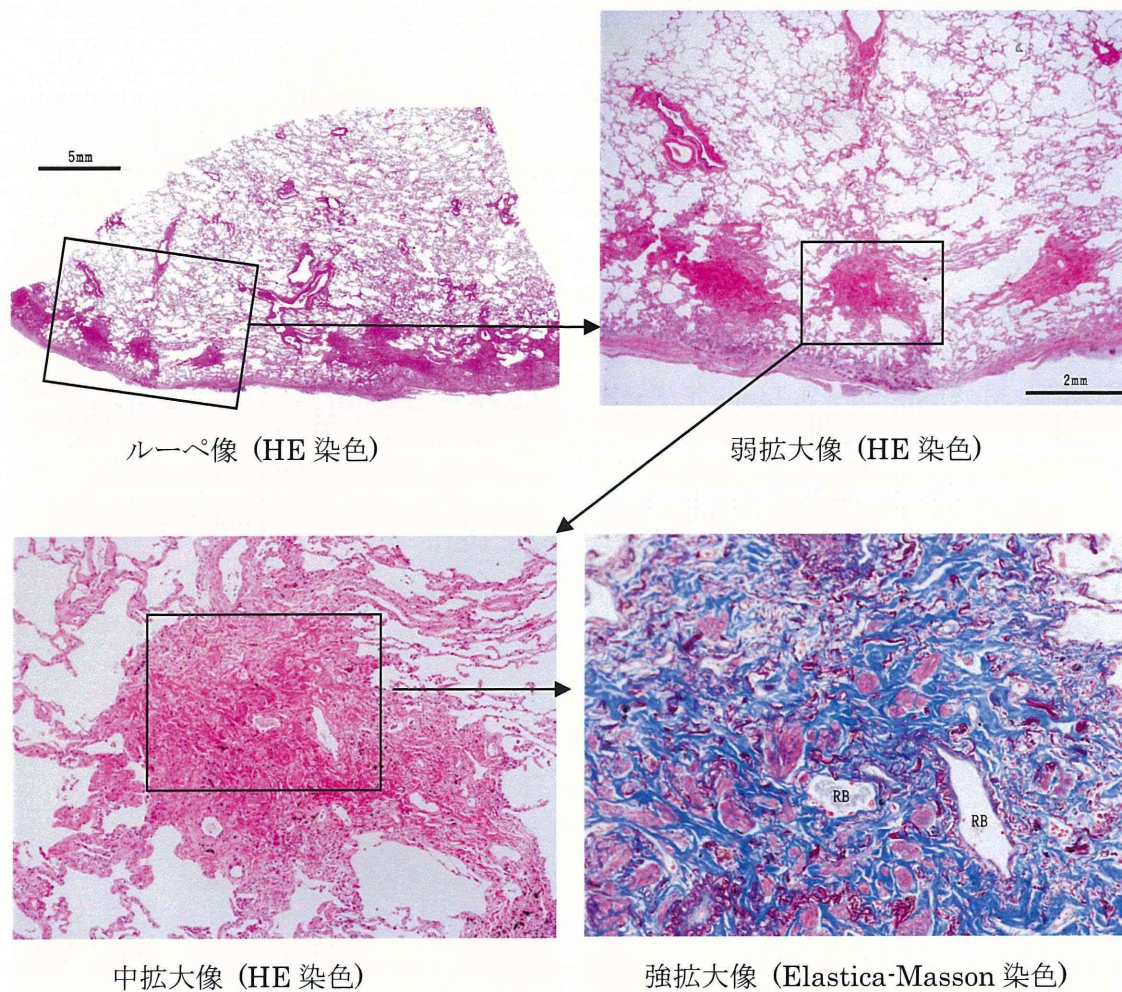 5mm
2mm
ルーペ像 (HE 染色)
弱拡大像 (HE 染色)
RB
RB
中拡大像 (HE 染色)
強拡大像 (Elastica-Masson 染色)